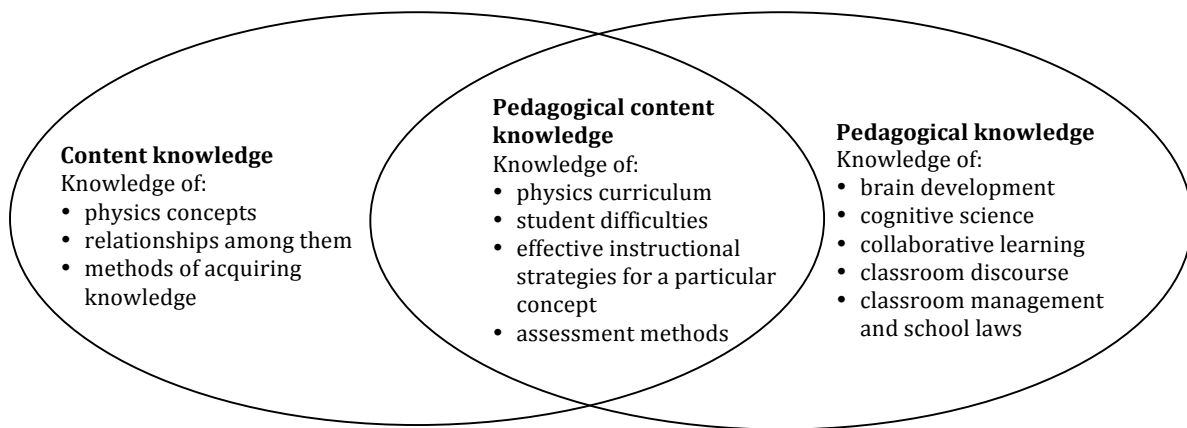 Content knowledge
Knowledge of:
• physics concepts
• relationships among them
• methods of acquiring
knowledge
Pedagogical content
knowledge
Knowledge of:
• physics curriculum
• student difficulties
• effective instructional
strategies for a particular
concept
• assessment methods
Pedagogical knowledge
Knowledge of:
• brain development
• cognitive science
• collaborative learning
• classroom discourse
• classroom management
and school laws